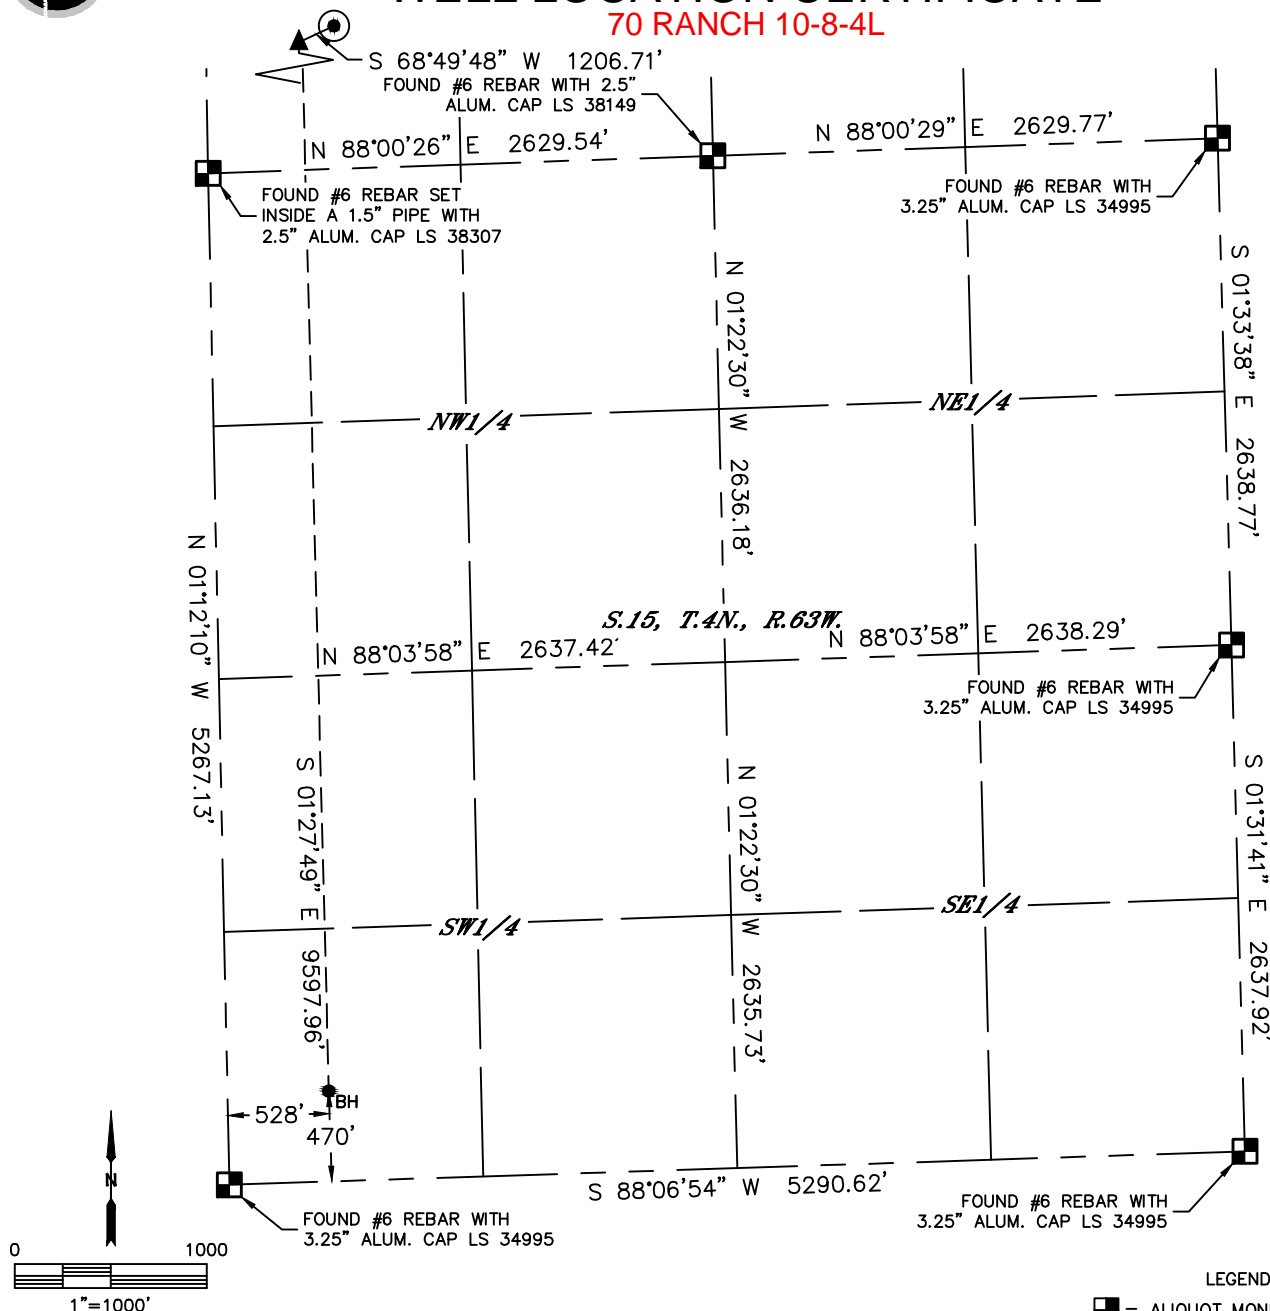 WELL LOCATION CERTIFICATE
70 RANCH 10-8-4L
S 68°49'48" W 1206.71'
FOUND #6 REBAR WITH 2.5"
ALUM. CAP LS 38149
N 88°00'26" E 2629.54'
N 88°00'29" E 2629.77'
FOUND #6 REBAR SET
INSIDE A 1.5" PIPE WITH
2.5" ALUM. CAP LS 38307
FOUND #6 REBAR WITH
3.25" ALUM. CAP LS 34995
N 01°22'30" W 2636.18'
S 01°33'38" E 2638.77'
NW1/4
NE1/4
N 01°12'10" W 5267.13'
S.15, T.4N., R.63W.
N 88°03'58" E 2637.42'
N 88°03'58" E 2638.29'
FOUND #6 REBAR WITH
3.25" ALUM. CAP LS 34995
S 01°27'49" E 9597.96'
N 01°22'30" W 2635.73'
S 01°31'41" E 2637.92'
SW1/4
SE1/4
BH
528'
470'
N
S 88°06'54" W 5290.62'
FOUND #6 REBAR WITH
3.25" ALUM. CAP LS 34995
FOUND #6 REBAR WITH
3.25" ALUM. CAP LS 34995
0 1000
1"=1000'
LEGEND
= ALIQUOT MON